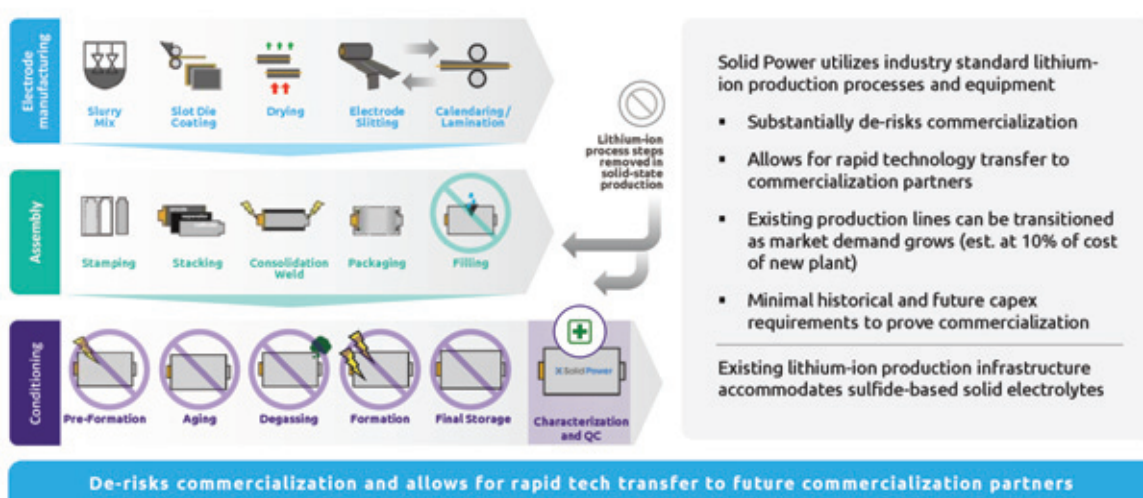 Electrode
manufacturing
Slurry
Mix
Slot Die
Coating
Drying
Electrode
Slitting
Calendaring /
Lamination
Lithium-ion
process steps
removed in
solid-state
production
Assembly
Stamping
Stacking
Consolidation
Weld
Packaging
Filling
Conditioning
Pre-Formation
Aging
Degassing
Formation
Final Storage
Solid Power
Characterization
and QC
Solid Power utilizes industry standard lithium-
ion production processes and equipment
▪ Substantially de-risks commercialization
▪ Allows for rapid technology transfer to
commercialization partners
▪ Existing production lines can be transitioned
as market demand grows (est. at 10% of cost
of new plant)
▪ Minimal historical and future capex
requirements to prove commercialization
Existing lithium-ion production infrastructure
accommodates sulfide-based solid electrolytes
De-risks commercialization and allows for rapid tech transfer to future commercialization partners